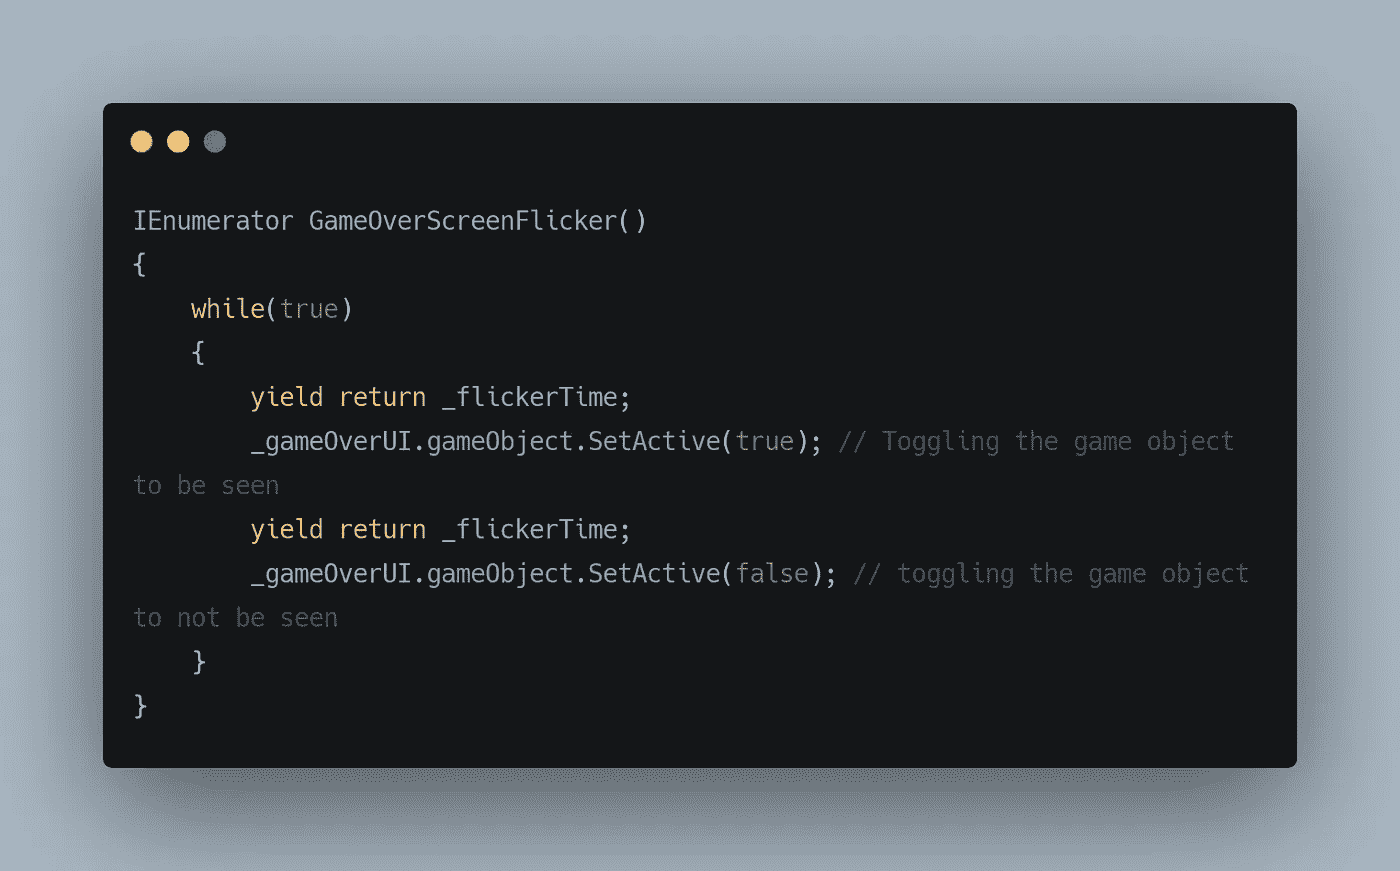 IEnumerator GameOverScreenFlicker()
{
    while(true)
    {
        yield return _flickerTime;
        _gameOverUI.gameObject.SetActive(true); // Toggling the game object
to be seen
        yield return _flickerTime;
        _gameOverUI.gameObject.SetActive(false); // toggling the game object
to not be seen
    }
}